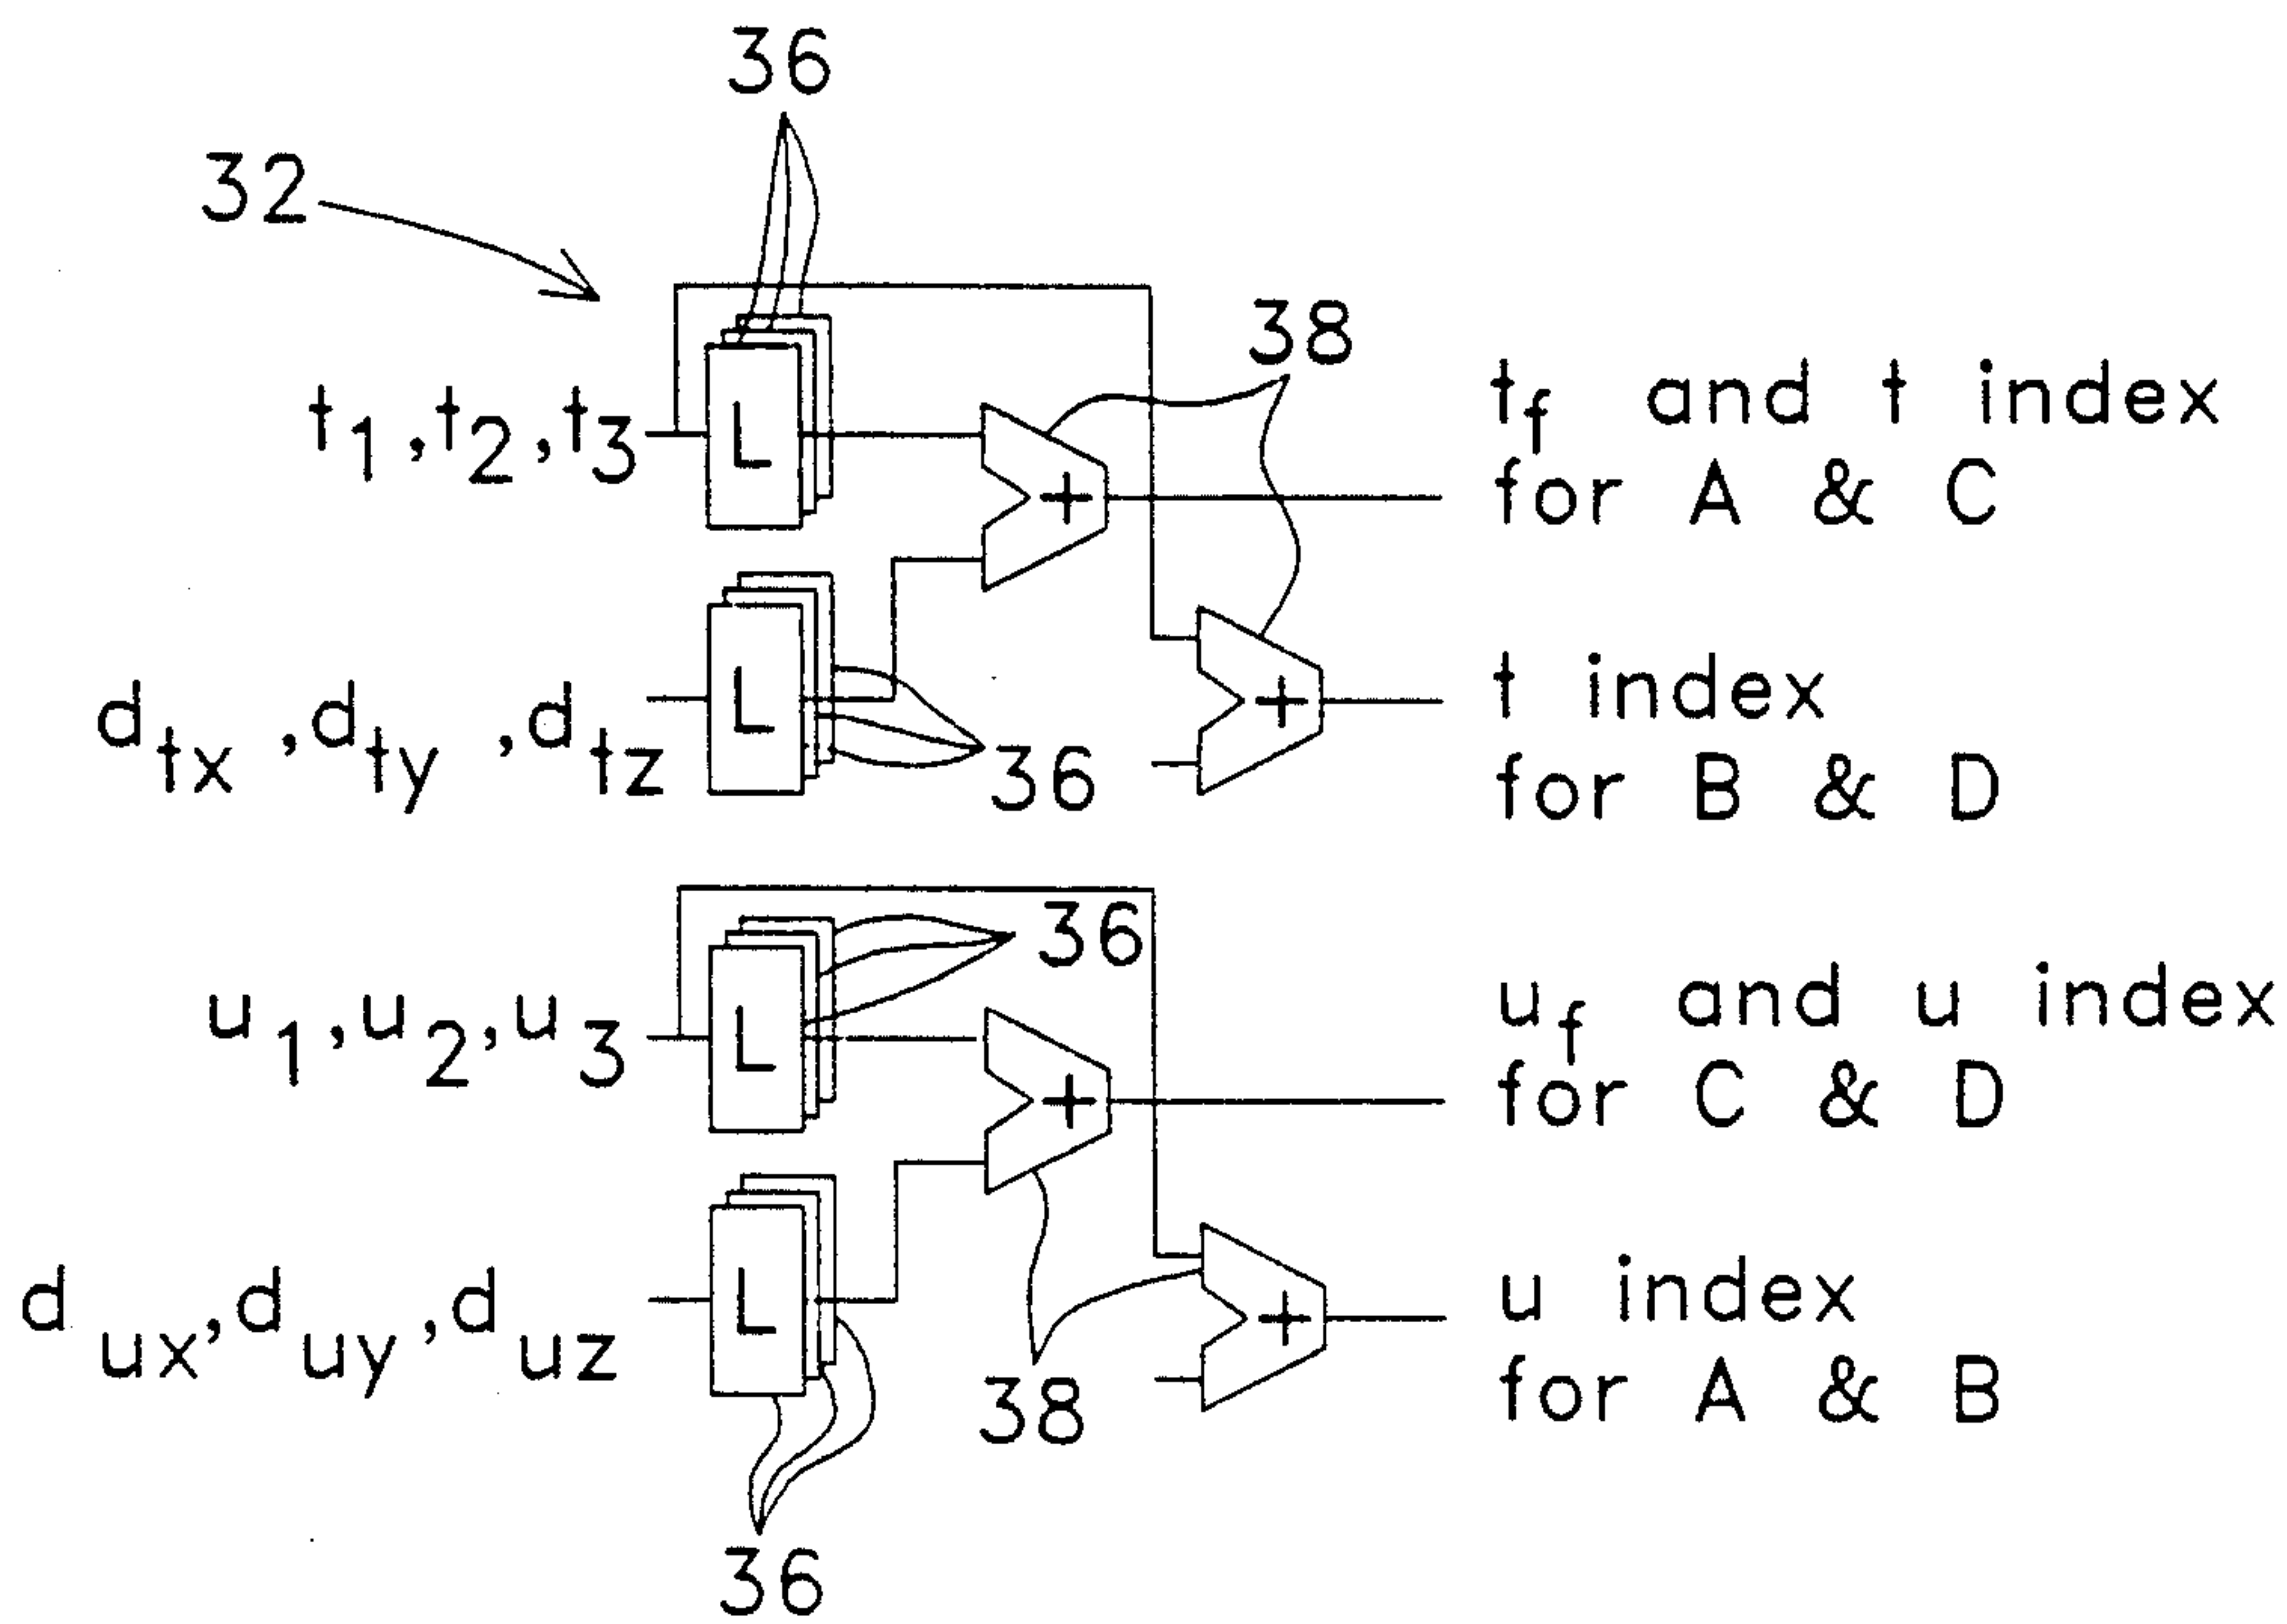 36
32
38
t1,t2,t3
L
+
tf and t index
for A & C
dtx ,dty ,dtz
L
36
+
t index
for B & D
36
u1,u2,u3
L
+
uf and u index
for C & D
dux,duy,duz
L
38
+
u index
for A & B
36